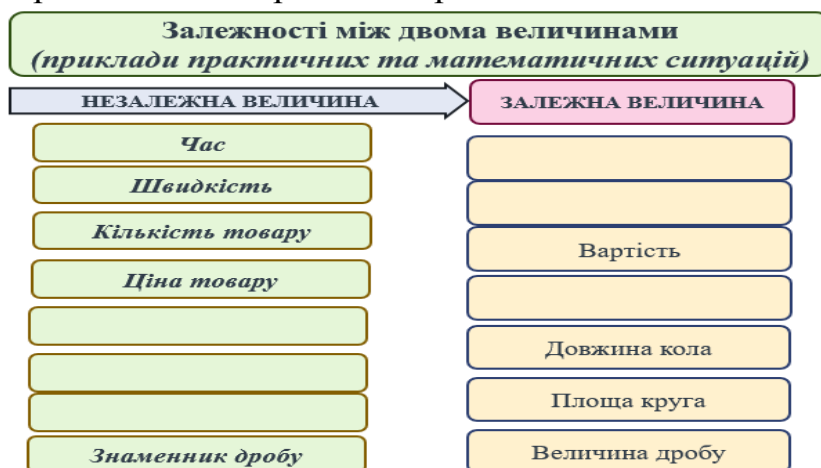 Залежності між двома величинами
(приклади практичних та математичних ситуацій)
НЕЗАЛЕЖНА ВЕЛИЧИНА
ЗАЛЕЖНА ВЕЛИЧИНА
Час
Швидкість
Кількість товару
Вартість
Ціна товару
Довжина кола
Площа круга
Знаменник дробу
Величина дробу